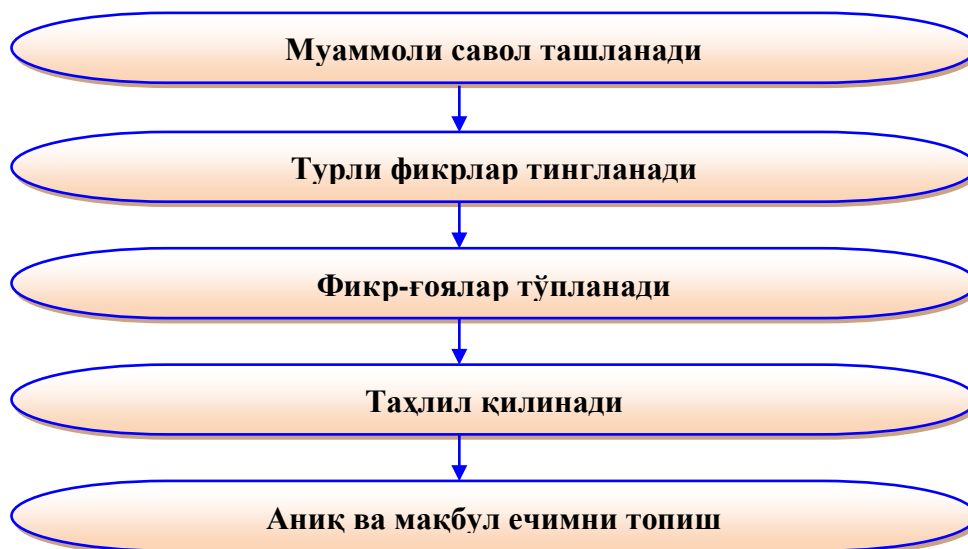 Муаммоли савол ташланади
Турли фикрлар тингланади
Фикр-ғоялар тўпланади
Таҳлил қилинади
Аниқ ва мақбул ечимни топиш